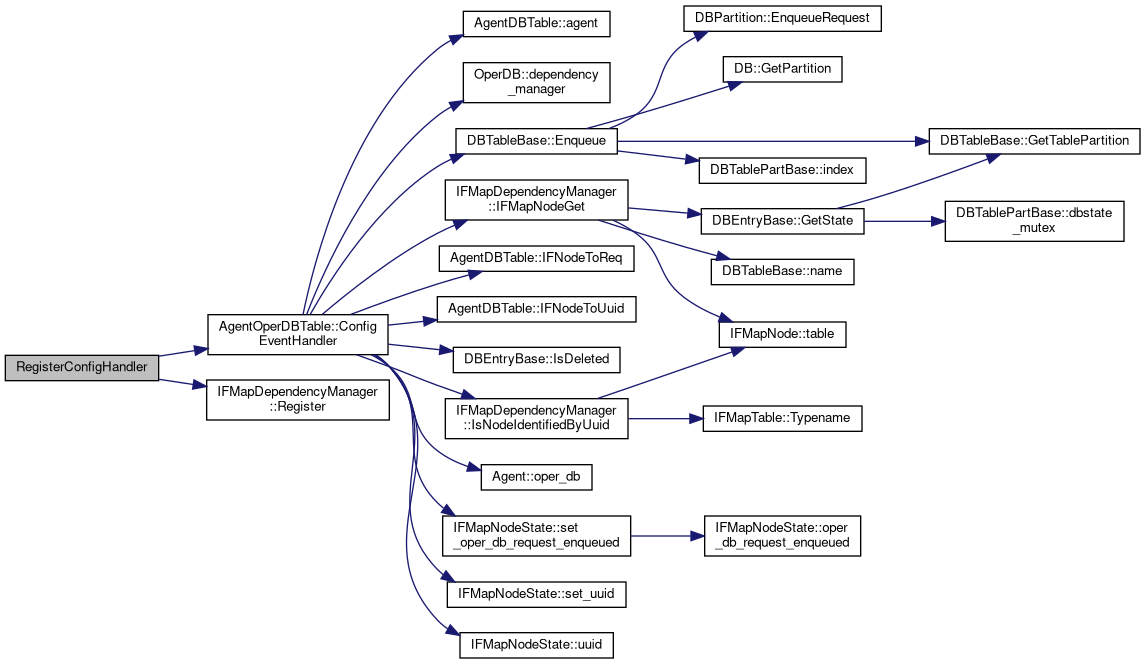 RegisterConfigHandler
AgentOperDBTable::Config
EventHandler
IFMapDependencyManager
::Register
AgentDBTable::agent
OperDB::dependency
_manager
DBTableBase::Enqueue
IFMapDependencyManager
::IFMapNodeGet
AgentDBTable::IFNodeToReq
AgentDBTable::IFNodeToUuid
DBEntryBase::IsDeleted
IFMapDependencyManager
::IsNodeIdentifiedByUuid
Agent::oper_db
IFMapNodeState::set
_oper_db_request_enqueued
IFMapNodeState::set_uuid
IFMapNodeState::uuid
DBPartition::EnqueueRequest
DB::GetPartition
DBTablePartBase::index
DBEntryBase::GetState
DBTableBase::name
IFMapNode::table
IFMapTable::Typename
IFMapNodeState::oper
_db_request_enqueued
DBTableBase::GetTablePartition
DBTablePartBase::dbstate
_mutex